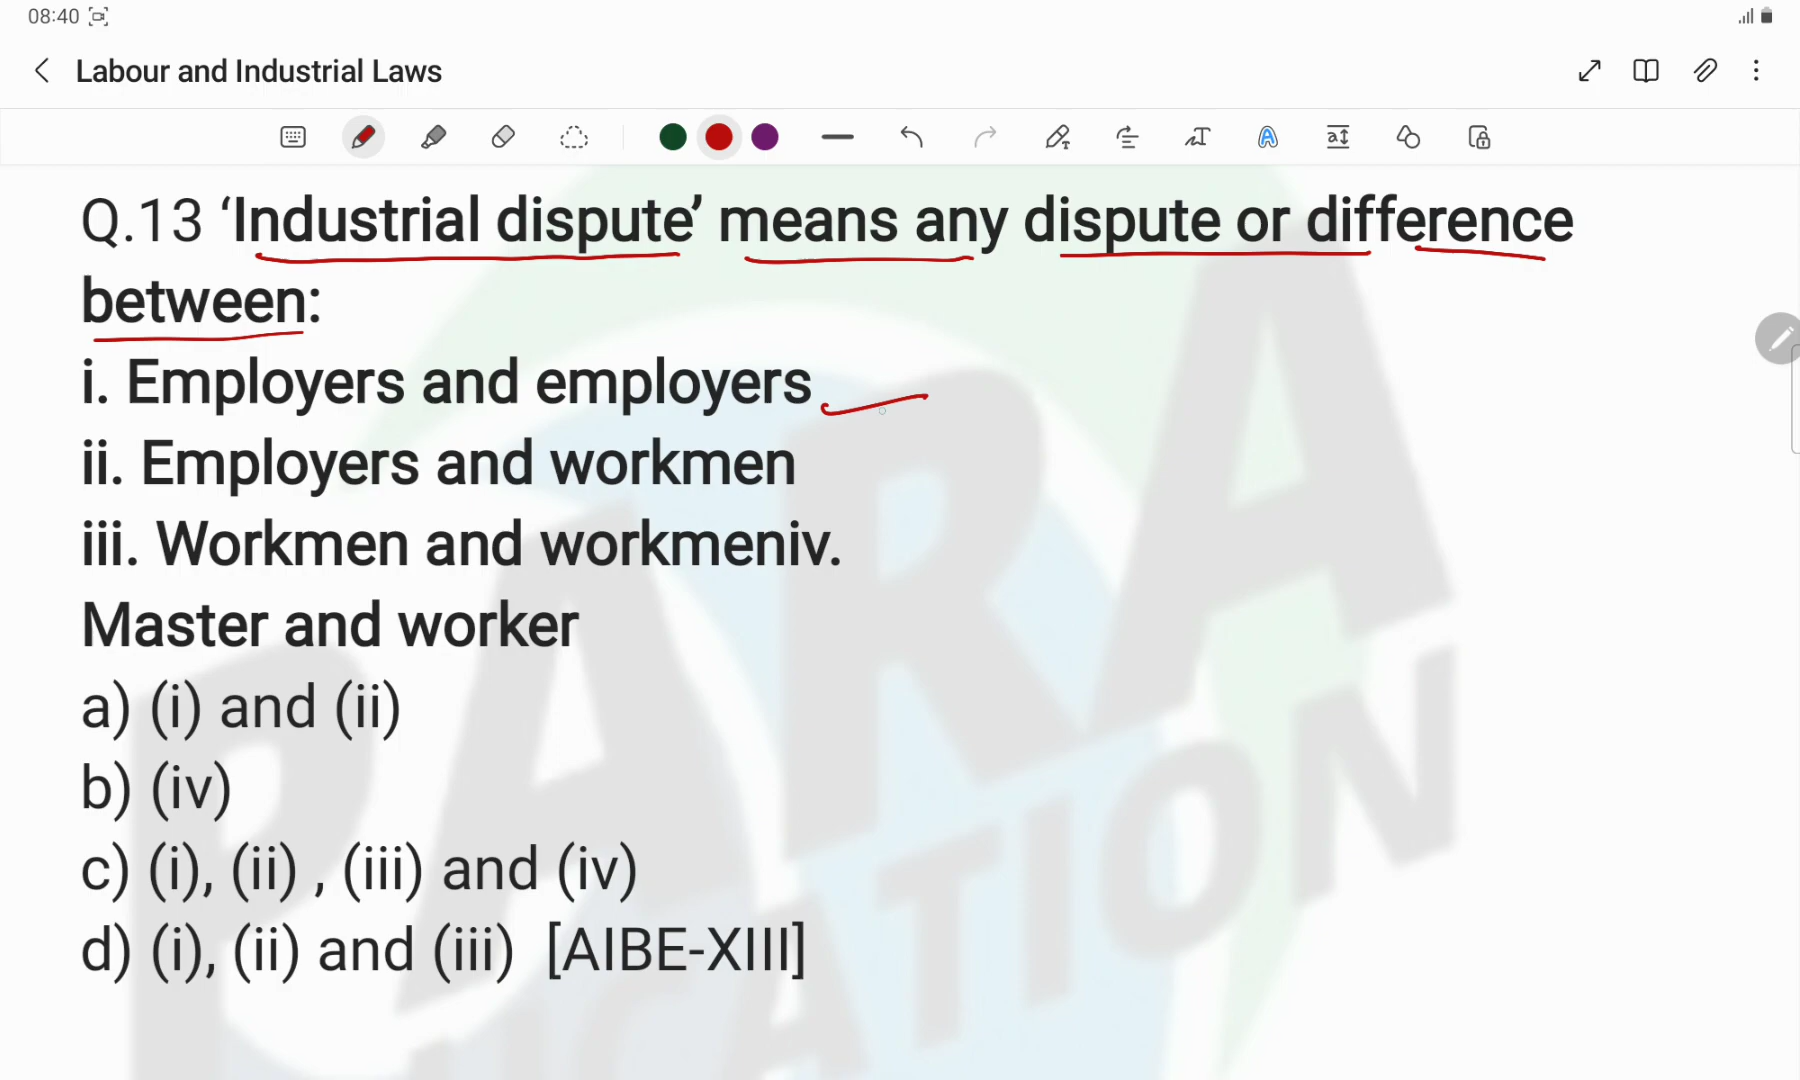 08:40
Labour and Industrial Laws
Q.13 ‘Industrial dispute’ means any dispute or difference
between:
i. Employers and employers
ii. Employers and workmen
iii. Workmen and workmeniv.
Master and worker
a) (i) and (ii)
b) (iv)
c) (i), (ii) , (iii) and (iv)
d) (i), (ii) and (iii) [AIBE-XIII]